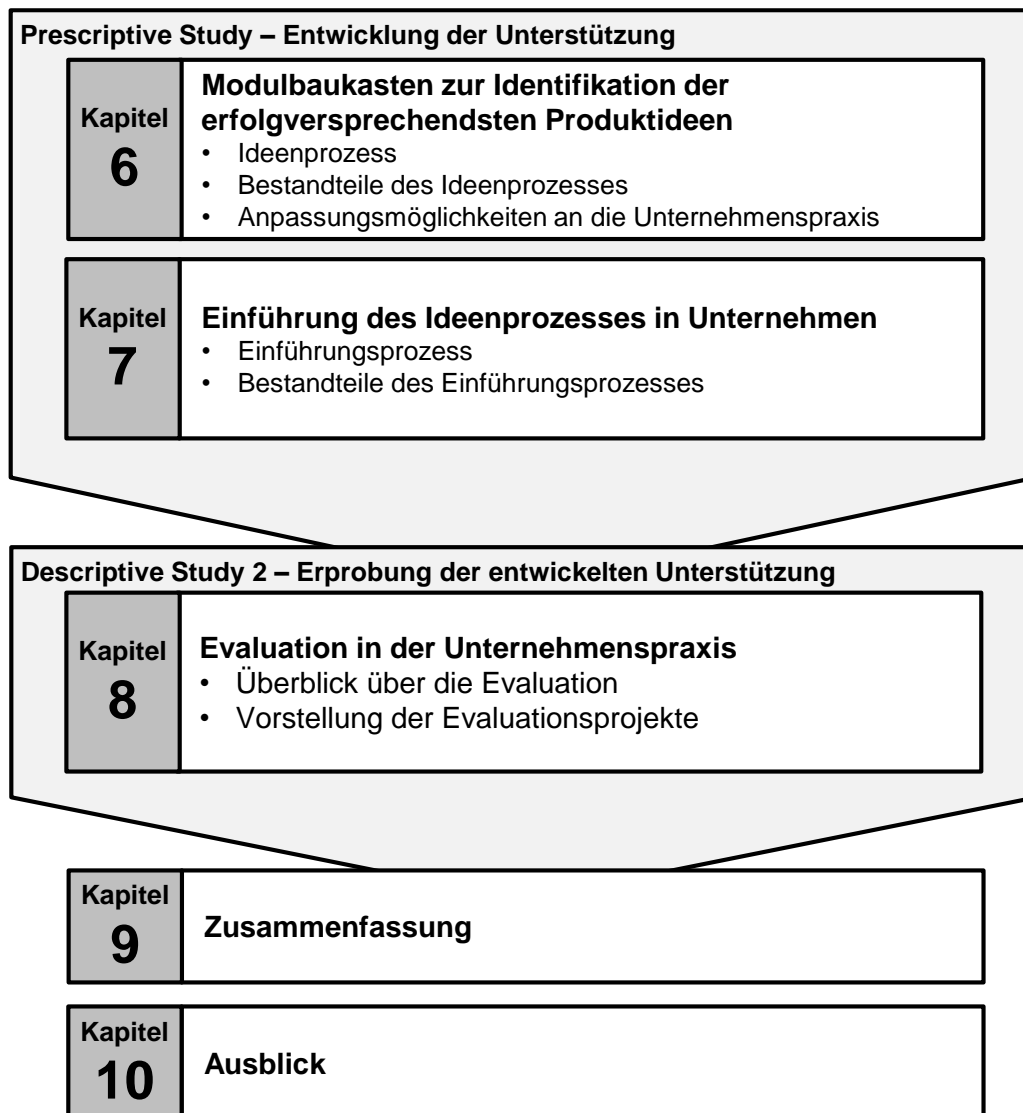 Prescriptive Study – Entwicklung der Unterstützung
Kapitel
6
Modulbaukasten zur Identifikation der
erfolgversprechendsten Produktideen
• Ideenprozess
• Bestandteile des Ideenprozesses
• Anpassungsmöglichkeiten an die Unternehmenspraxis
Kapitel
7
Einführung des Ideenprozesses in Unternehmen
• Einführungsprozess
• Bestandteile des Einführungsprozesses
Descriptive Study 2 – Erprobung der entwickelten Unterstützung
Kapitel
8
Evaluation in der Unternehmenspraxis
• Überblick über die Evaluation
• Vorstellung der Evaluationsprojekte
Kapitel
9
Zusammenfassung
Kapitel
10
Ausblick